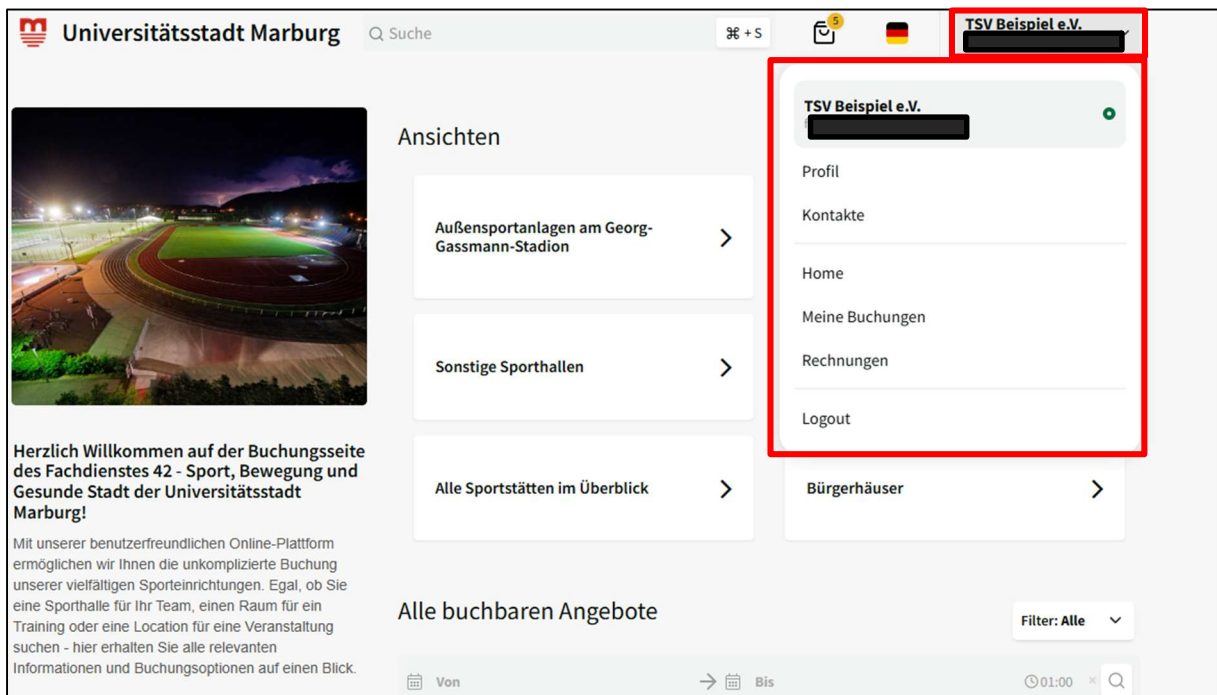 Universitätsstadt Marburg
Suche
⌘ + S
5
TSV Beispiel e.V.
TSV Beispiel e.V.
Profil
Kontakte
Home
Meine Buchungen
Rechnungen
Logout
Ansichten
Außensportanlagen am Georg-
Gassmann-Stadion
Sonstige Sporthallen
Alle Sportstätten im Überblick
Bürgerhäuser
Herzlich Willkommen auf der Buchungsseite
des Fachdienstes 42 - Sport, Bewegung und
Gesunde Stadt der Universitätsstadt
Marburg!
Mit unserer benutzerfreundlichen Online-Plattform
ermöglichen wir Ihnen die unkomplizierte Buchung
unserer vielfältigen Sporteinrichtungen. Egal, ob Sie
eine Sporthalle für Ihr Team, einen Raum für ein
Training oder eine Location für eine Veranstaltung
suchen - hier erhalten Sie alle relevanten
Informationen und Buchungsoptionen auf einen Blick.
Alle buchbaren Angebote
Filter: Alle
Von
Bis
01:00